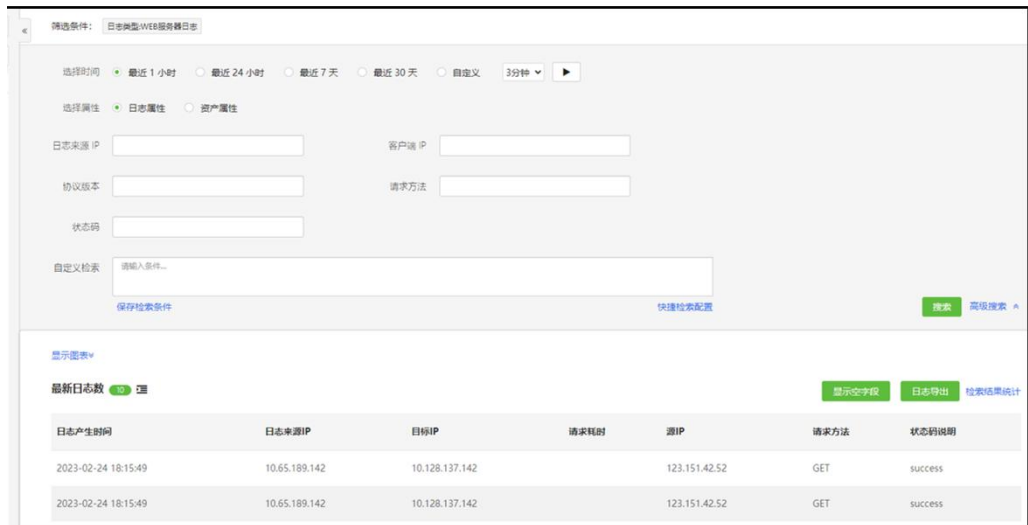 «
筛选条件： 日志类型:WEB服务器日志
选择时间 最近 1 小时 最近 24 小时 最近 7 天 最近 30 天 自定义 3分钟
选择属性 日志属性 资产属性
日志来源 IP 客户端 IP
协议版本 请求方法
状态码
自定义检索 请输入条件...
保存检索条件 快捷检索配置 搜索 高级搜索
显示图表
最新日志数 10 显示空字段 日志导出 检索结果统计
日志产生时间 日志来源IP 目标IP 请求耗时 源IP 请求方法 状态码说明
2023-02-24 18:15:49 10.65.189.142 10.128.137.142 123.151.42.52 GET success
2023-02-24 18:15:49 10.65.189.142 10.128.137.142 123.151.42.52 GET success